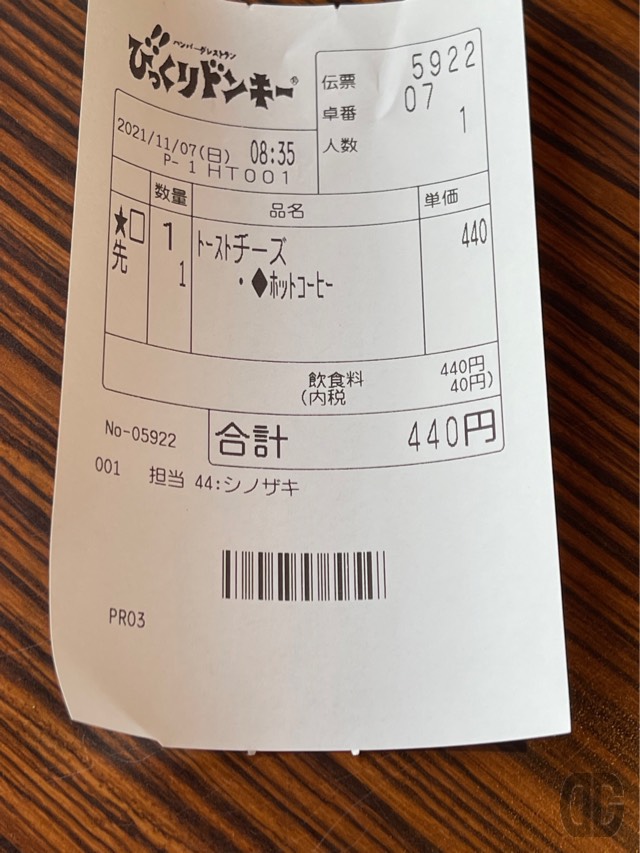 ハンバーグレストラン
びっくりドンキー®
伝票 5922
卓番 07
人数 1
2021/11/07(日) 08:35
P- 1 HT001
数量 品名 単価
★□ 1 トーストチーズ 440
先 1 ・◆ホットコーヒー
飲食料 440円
(内税 40円)
合計 440円
No-05922
001 担当 44:シノザキ
PR03
DC